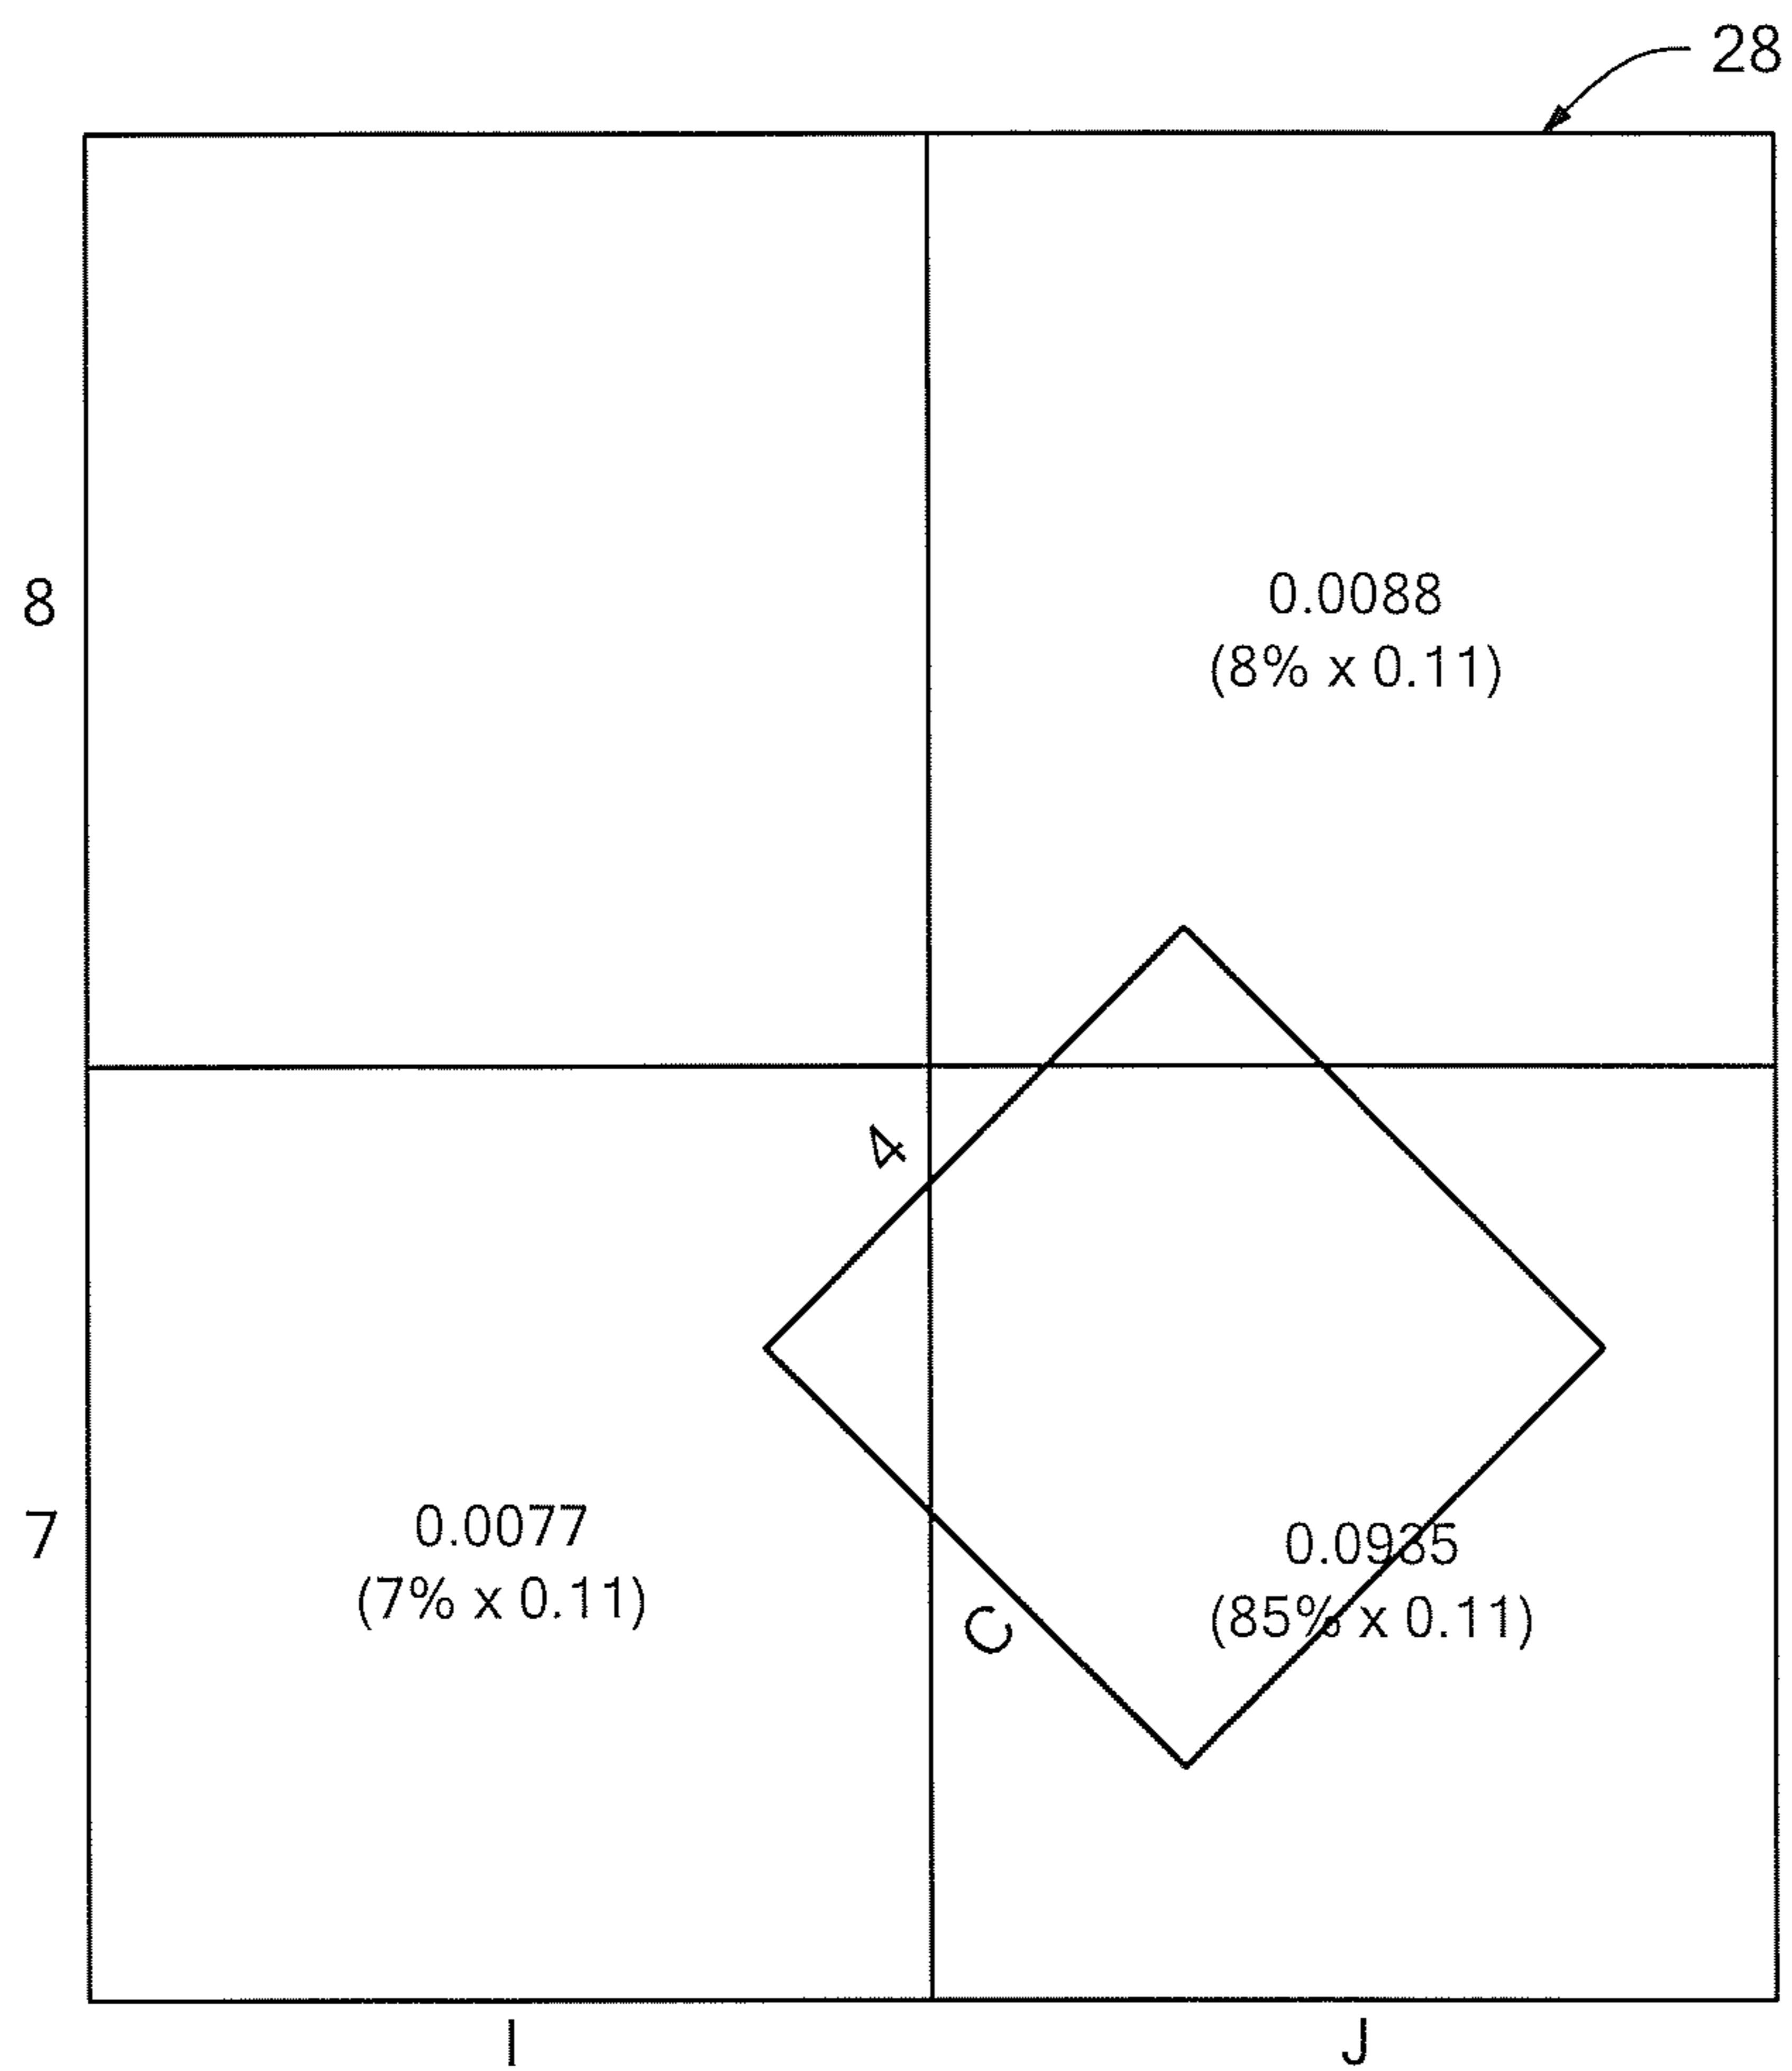 28
8
0.0088
(8% x 0.11)
4
7
0.0077
(7% x 0.11)
0.0935
(85% x 0.11)
C
I
J